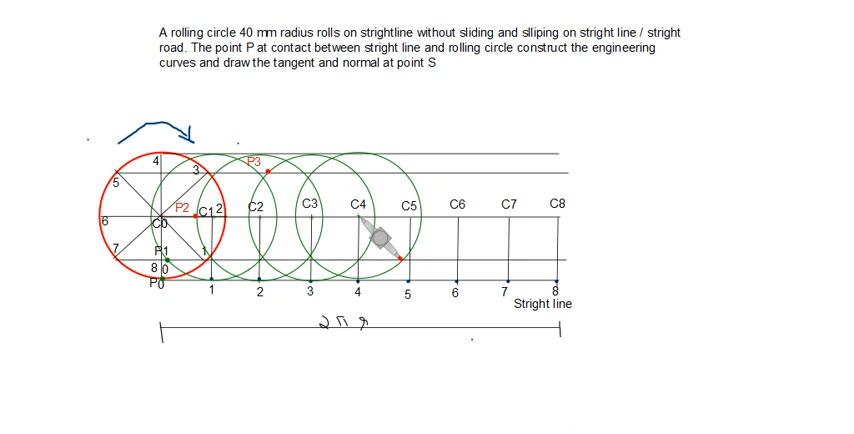 A rolling circle 40 mm radius rolls on strightline without sliding and slliping on stright line / stright
road. The point P at contact between stright line and rolling circle construct the engineering
curves and draw the tangent and normal at point S
4
P3
3
5
P2
C1
2
C2
C3
C4
C5
C6
C7
C8
6
C0
7
P1
1
8
0
P0
1
2
3
4
5
6
7
8
Stright line
2πr